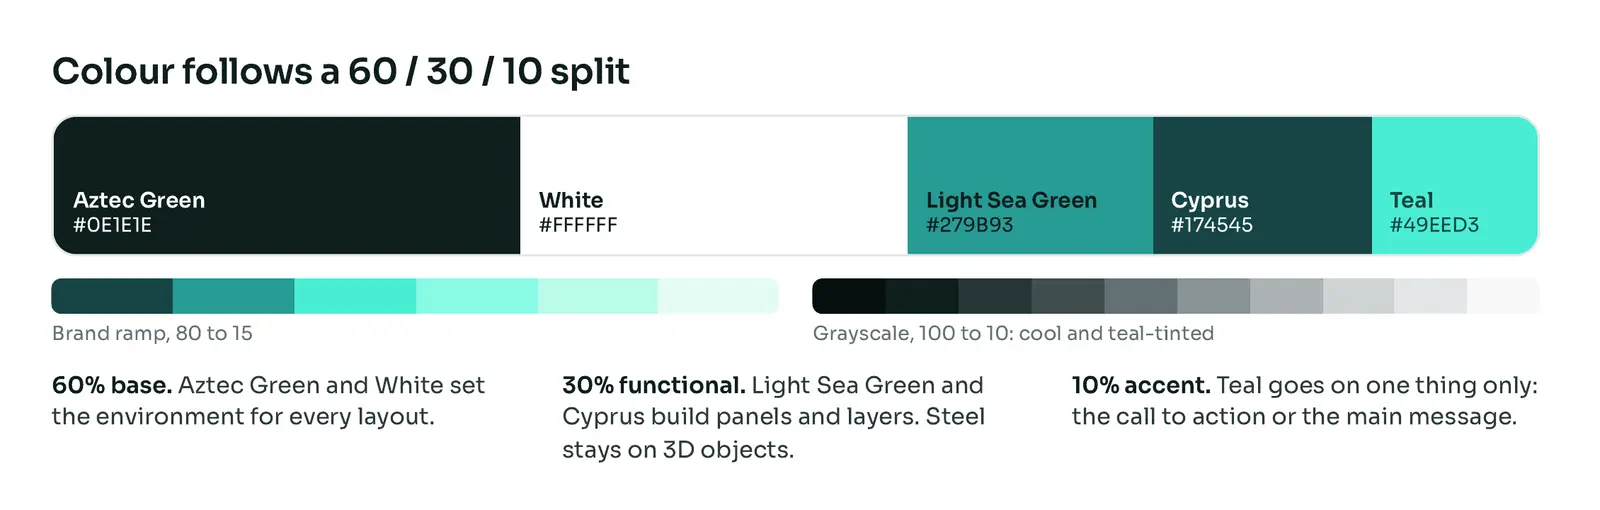 Colour follows a 60 / 30 / 10 split
Aztec Green
#0E1E1E
White
#FFFFFF
Light Sea Green
#279B93
Cyprus
#174545
Teal
#49EED3
Brand ramp, 80 to 15
Grayscale, 100 to 10: cool and teal-tinted
60% base. Aztec Green and White set
the environment for every layout.
30% functional. Light Sea Green and
Cyprus build panels and layers. Steel
stays on 3D objects.
10% accent. Teal goes on one thing only:
the call to action or the main message.